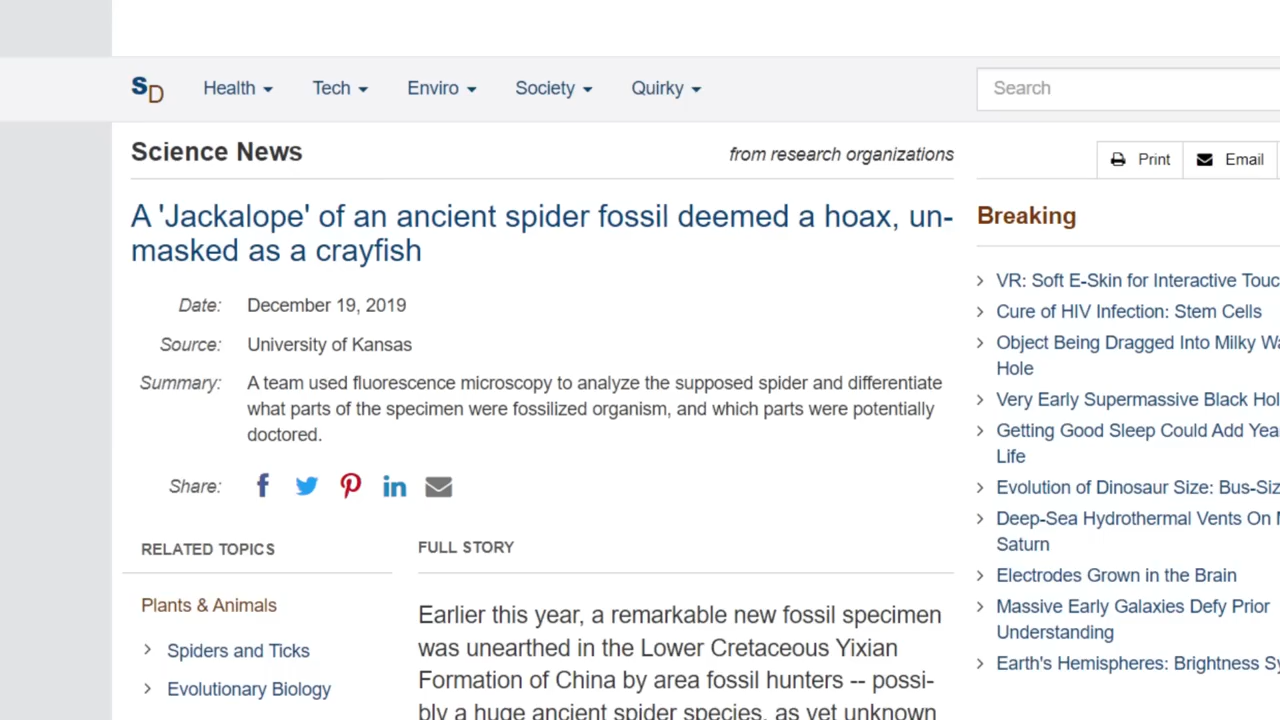 SD
Health
Tech
Enviro
Society
Quirky
Search
Science News
from research organizations
Print
Email
A 'Jackalope' of an ancient spider fossil deemed a hoax, un-
masked as a crayfish
Date: December 19, 2019
Source: University of Kansas
Summary: A team used fluorescence microscopy to analyze the supposed spider and differentiate
what parts of the specimen were fossilized organism, and which parts were potentially
doctored.
Share:
RELATED TOPICS
Plants & Animals
Spiders and Ticks
Evolutionary Biology
FULL STORY
Earlier this year, a remarkable new fossil specimen
was unearthed in the Lower Cretaceous Yixian
Formation of China by area fossil hunters -- possi-
bly a huge ancient spider species, as yet unknown
Breaking
VR: Soft E-Skin for Interactive
Cure of HIV Infection: Stem Cells
Object Being Dragged Into Milky
Hole
Very Early Supermassive Black
Getting Good Sleep Could Add
Life
Evolution of Dinosaur Size:
Deep-Sea Hydrothermal Vents On
Saturn
Electrodes Grown in the Brain
Massive Early Galaxies Defy Prior
Understanding
Earth's Hemispheres: Brightness